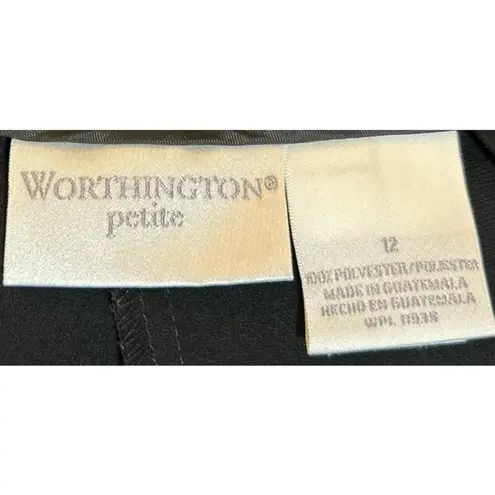 WORTHINGTON®
petite
12
100% POLYESTER/POLIESTER
MADE IN GUATEMALA
HECHO EN GUATEMALA
WPL 11938